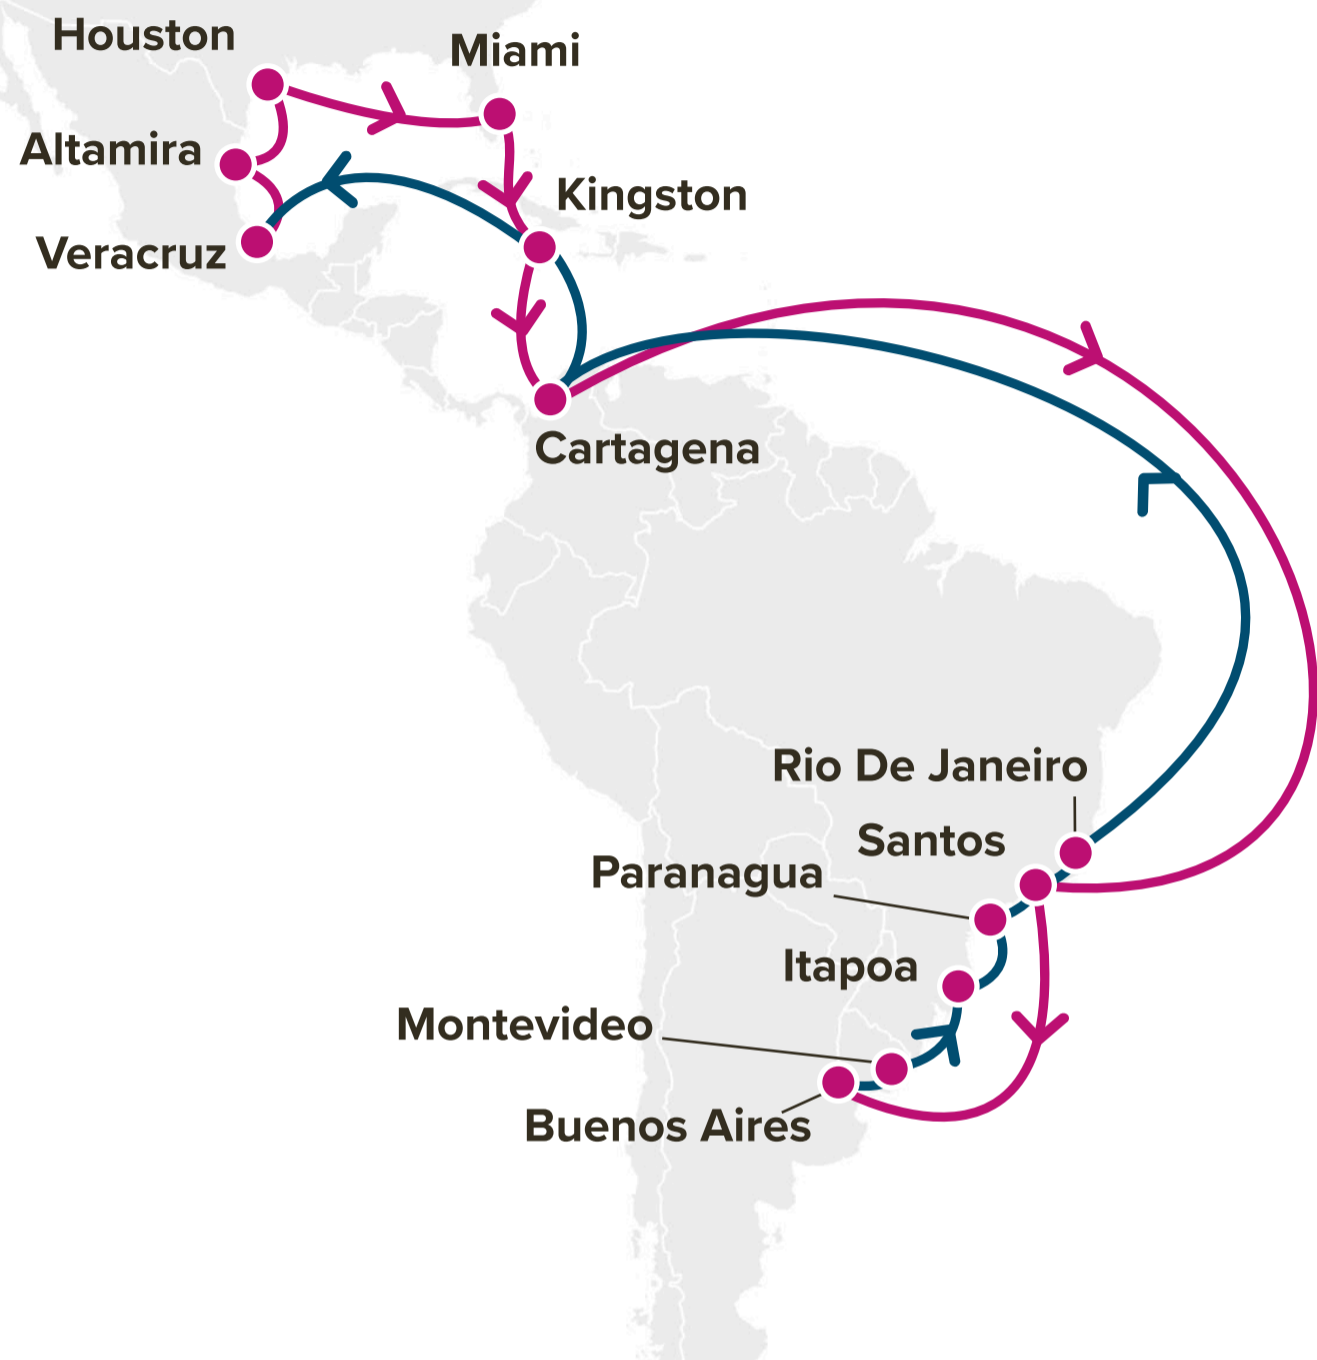 Houston
Miami
Altamira
Kingston
Veracruz
Cartagena
Rio De Janeiro
Santos
Paranagua
Itapoa
Montevideo
Buenos Aires